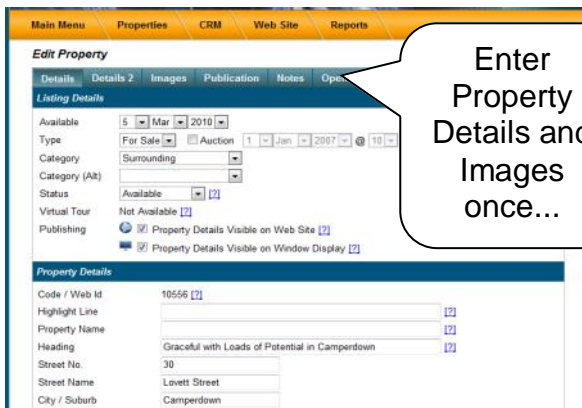 Main Menu Properties CRM Web Site Reports
Edit Property
Details Details 2 Images Publication Notes
Listing Details
Available 5 Mar 2010
Type For Sale Auction 1 Jan 2007 @ 10
Category Surrounding
Category (Alt)
Status Available [?]
Virtual Tour Not Available [?]
Publishing Property Details Visible on Web Site [?]
Property Details Visible on Window Display [?]
Property Details
Code / Web Id 10556 [?]
Highlight Line [?]
Property Name [?]
Heading Graceful with Loads of Potential in Camperdown [?]
Street No. 30
Street Name Lovett Street
City / Suburb Camperdown
Enter
Property
Details and
Images
once...